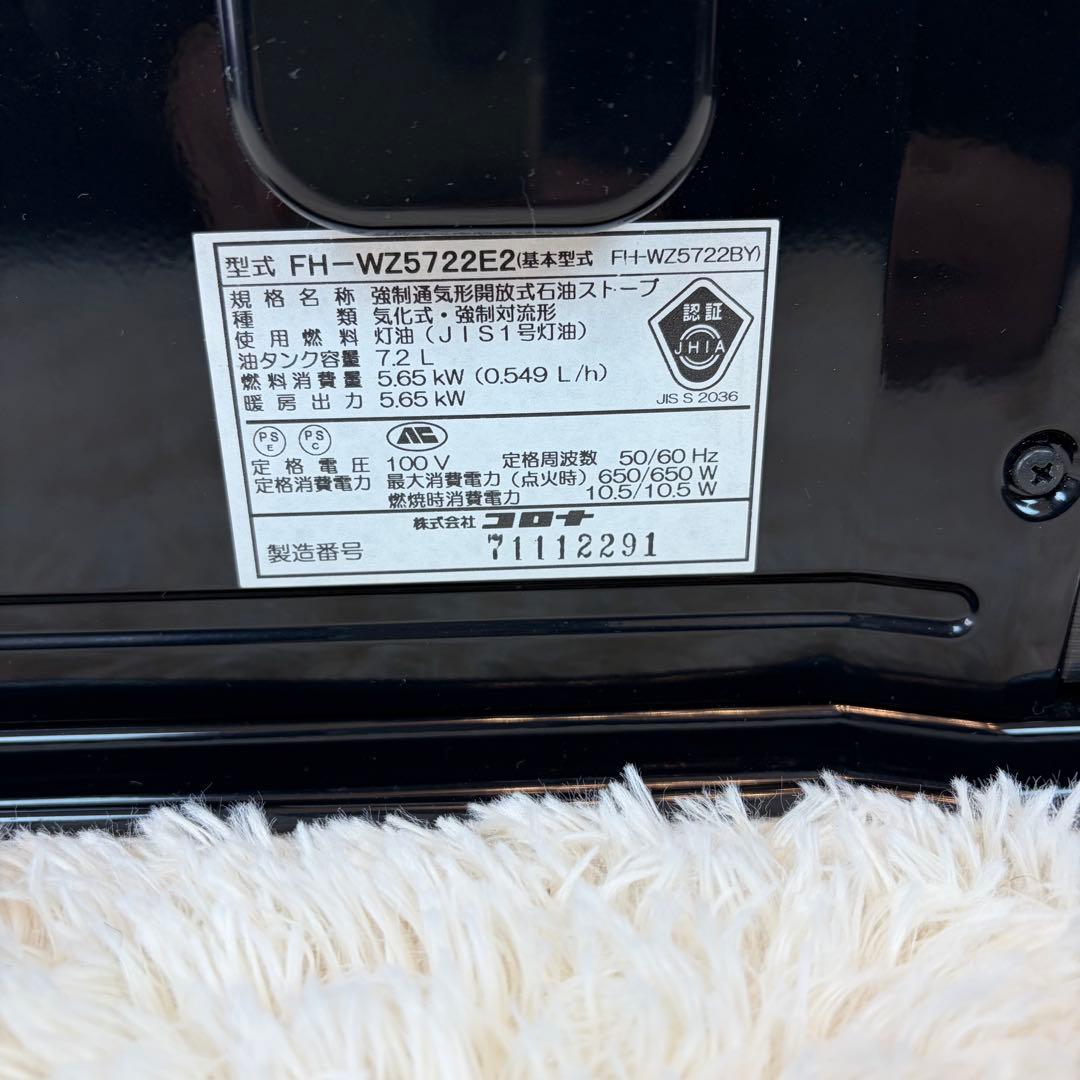 型式 FH-WZ5722E2(基本型式 FH-WZ5722BY)
規格名称 強制通気形開放式石油ストーブ
種類 気化式・強制対流形
使用燃料 灯油(JIS1号灯油)
油タンク容量 7.2 L
燃料消費量 5.65 kW (0.549 L/h)
暖房出力 5.65 kW
認証
JHIA
JIS S 2036
PS E
PS C
定格電圧 100 V 定格周波数 50/60 Hz
定格消費電力 最大消費電力(点火時) 650/650 W
燃焼時消費電力 10.5/10.5 W
株式会社 コロナ
製造番号 71112291